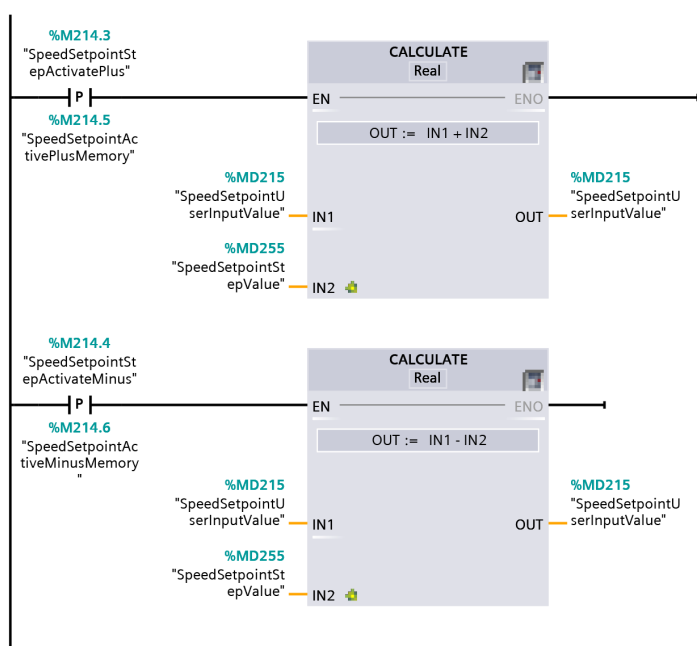 %M214.3
"SpeedSetpointSt
epActivatePlus"
P
%M214.5
"SpeedSetpointAc
tivePlusMemory"
CALCULATE
Real
EN
ENO
OUT := IN1 + IN2
%MD215
"SpeedSetpointU
serInputValue"
IN1
%MD255
"SpeedSetpointSt
epValue"
IN2
OUT
%MD215
"SpeedSetpointU
serInputValue"
%M214.4
"SpeedSetpointSt
epActivateMinus"
P
%M214.6
"SpeedSetpointAc
tiveMinusMemory
"
CALCULATE
Real
EN
ENO
OUT := IN1 - IN2
%MD215
"SpeedSetpointU
serInputValue"
IN1
%MD255
"SpeedSetpointSt
epValue"
IN2
OUT
%MD215
"SpeedSetpointU
serInputValue"